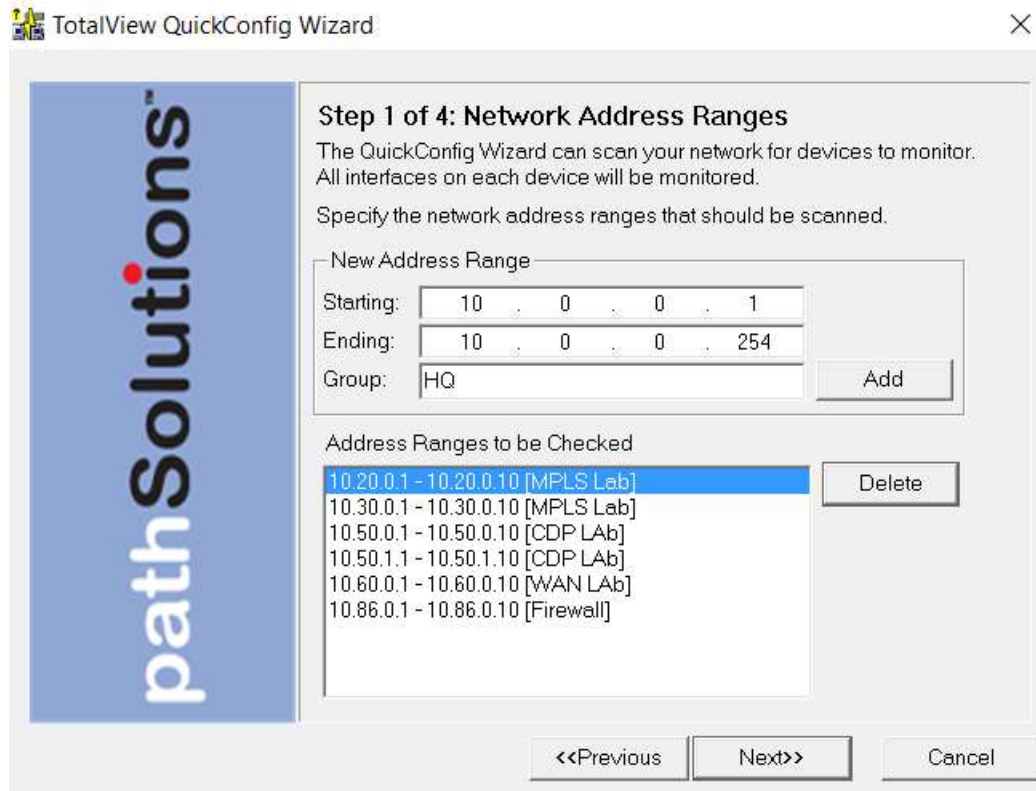 TotalView QuickConfig Wizard
pathSolutions™
Step 1 of 4: Network Address Ranges
The QuickConfig Wizard can scan your network for devices to monitor.
All interfaces on each device will be monitored.
Specify the network address ranges that should be scanned.
New Address Range
Starting: 10 . 0 . 0 . 1
Ending: 10 . 0 . 0 . 254
Group: HQ Add
Address Ranges to be Checked
10.20.0.1 - 10.20.0.10 [MPLS Lab] Delete
10.30.0.1 - 10.30.0.10 [MPLS Lab]
10.50.0.1 - 10.50.0.10 [CDP LAb]
10.50.1.1 - 10.50.1.10 [CDP LAb]
10.60.0.1 - 10.60.0.10 [WAN LAb]
10.86.0.1 - 10.86.0.10 [Firewall]
<<Previous Next>> Cancel